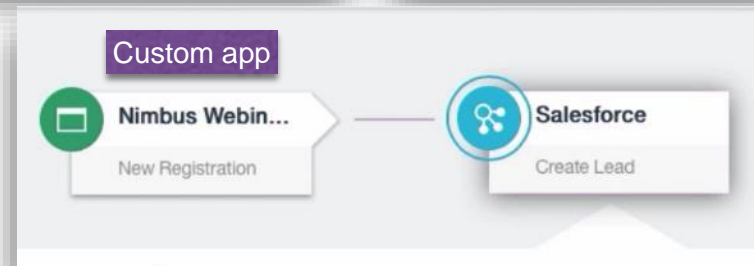 Custom app
Nimbus Webin...
New Registration
Salesforce
Create Lead